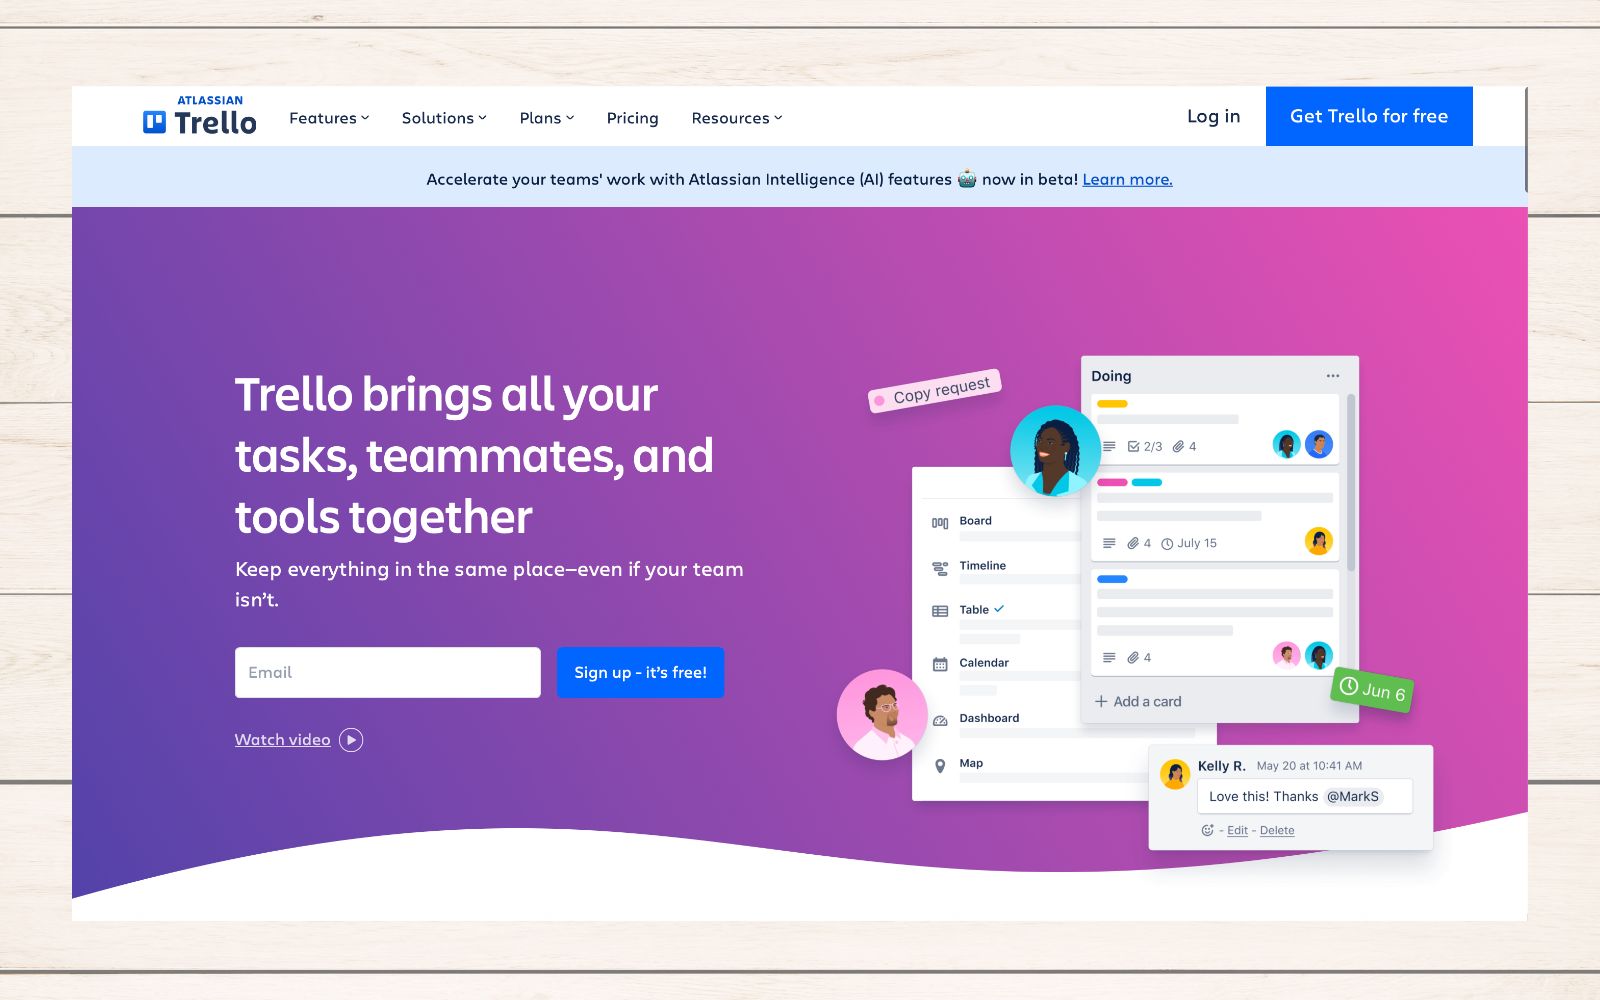 ATLASSIAN
Trello
Features
Solutions
Plans
Pricing
Resources
Log in
Get Trello for free
Accelerate your teams' work with Atlassian Intelligence (AI) features 🤖 now in beta! Learn more.
Trello brings all your
tasks, teammates, and
tools together
Keep everything in the same place—even if your team
isn't.
Email
Sign up - it's free!
Watch video
Copy request
Doing
2/3 4
4 July 15
4
+ Add a card
Jun 6
Board
Timeline
Table
Calendar
Dashboard
Map
Kelly R. May 20 at 10:41 AM
Love this! Thanks @MarkS
- Edit - Delete